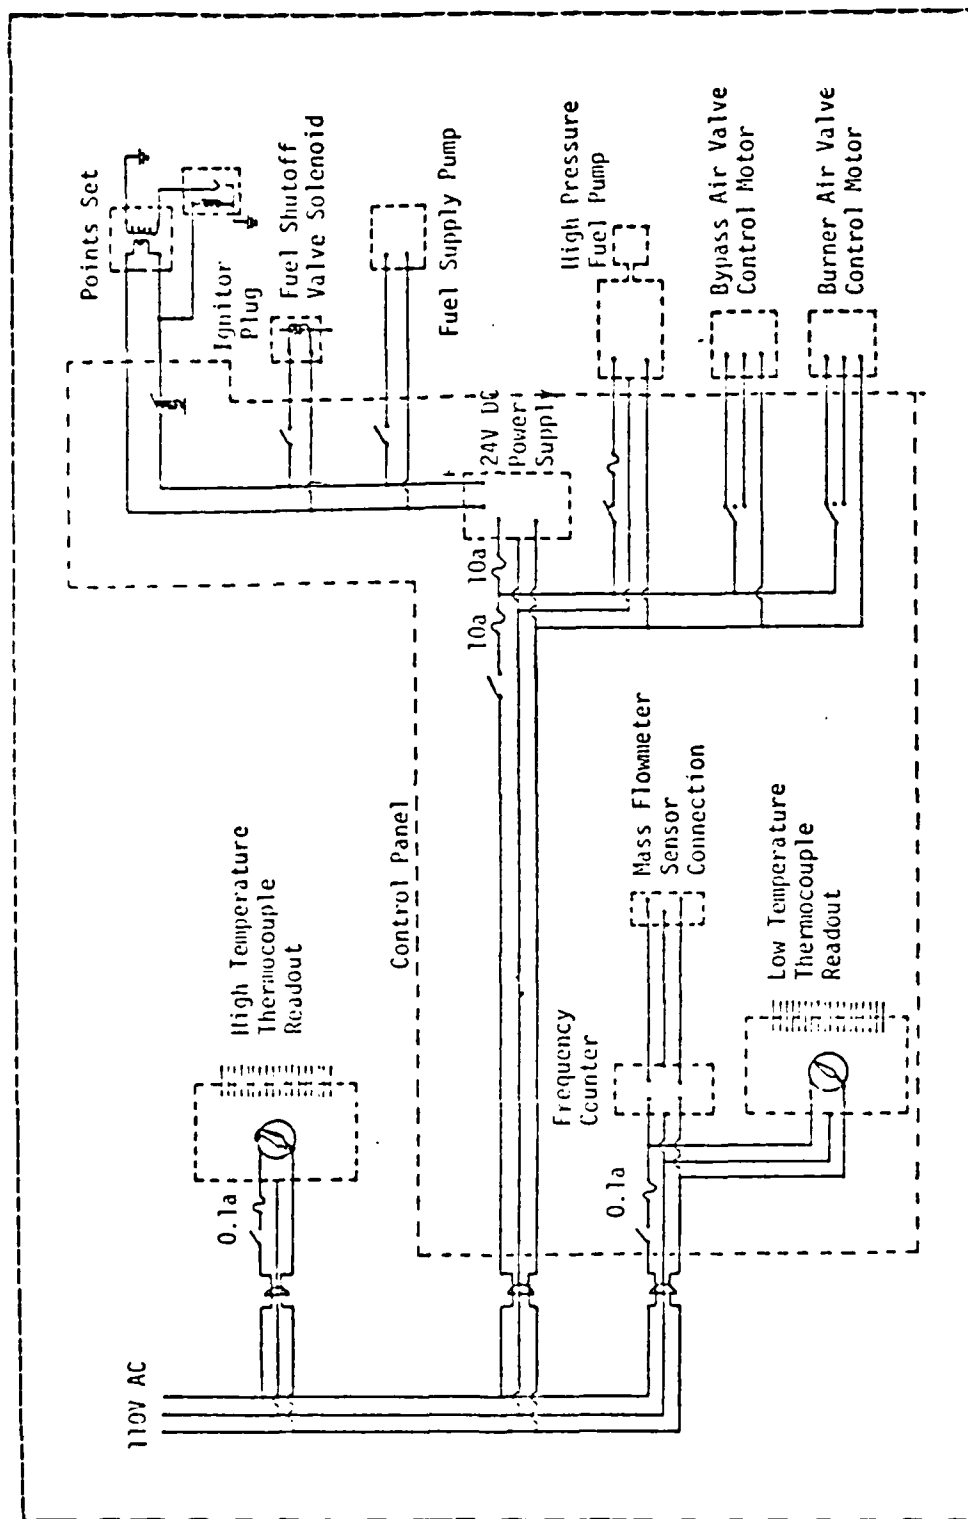 110V AC
0.1a
High Temperature
Thermocouple
Readout
Control Panel
0.1a
Frequency
Counter
Mass Flowmeter
Sensor
Connection
Low Temperature
Thermocouple
Readout
10a
10a
+
24V DC
Power
Supply
Points Set
Ignitor
Plug
Fuel Shutoff
Valve Solenoid
Fuel Supply Pump
High Pressure
Fuel Pump
Bypass Air Valve
Control Motor
Burner Air Valve
Control Motor